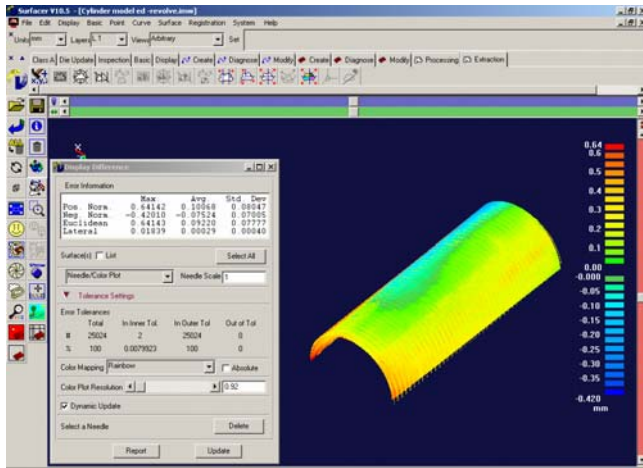 Surfacer V10.5 - [Cylinder model ed -revolve.imw]
File Edit Display Basic Point Curve Surface Registration System Help
Units mm Layers L 1 Views Arbitrary Set
Class A Die Update Inspection Basic Display Create Diagnose Modify Create Diagnose Modify Processing Extraction
Display Difference
Error Information
Max Avg Std. Dev
Pos. Norm. 0.64142 0.10068 0.08047
Neg. Norm. -0.42010 -0.07524 0.07005
Euclidean 0.64143 0.09220 0.07777
Lateral 0.01839 0.00029 0.00040
Surface(s) List Select All
Needle/Color Plot Needle Scale 1
Tolerance Settings
Error Tolerances
Total In Inner Tol. In Outer Tol Out of Tol
# 25024 2 25024 0
% 100 0.0079923 100 0
Color Mapping Rainbow Absolute
Color Plot Resolution 0.92
Dynamic Update
Select a Needle Delete
Report Update
0.64
0.6
0.5
0.4
0.3
0.2
0.1
0.00
-0.000
-0.05
-0.10
-0.15
-0.20
-0.25
-0.30
-0.35
-0.420
mm